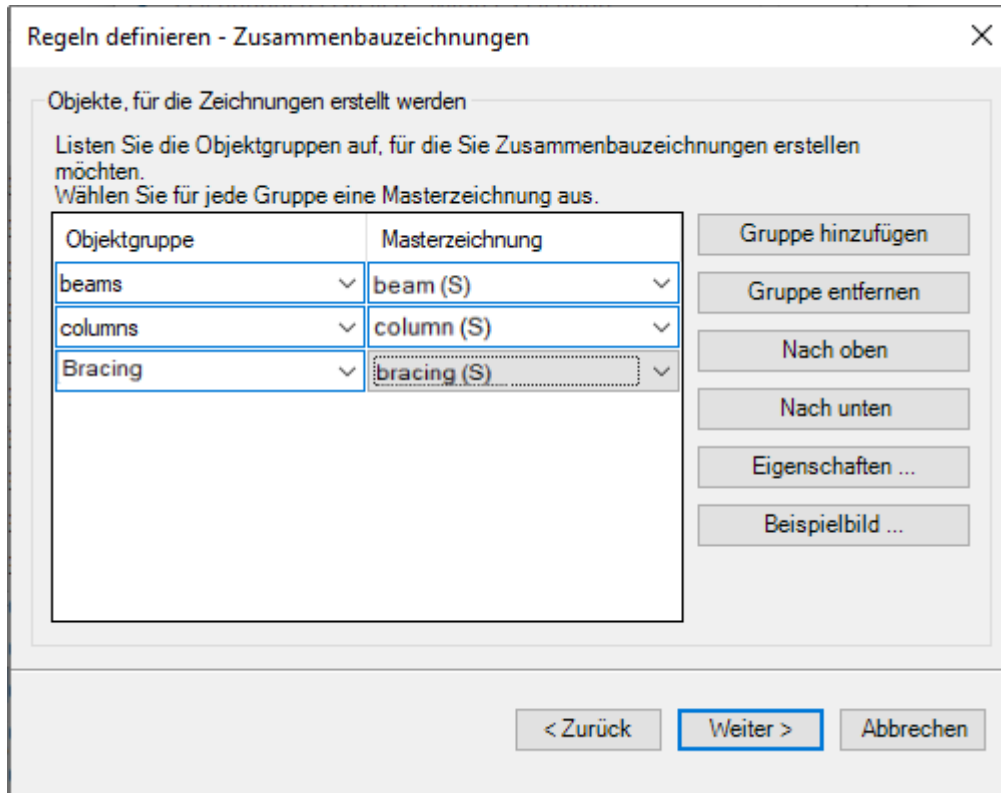 Regeln definieren - Zusammenbauzeichnungen
Objekte, für die Zeichnungen erstellt werden
Listen Sie die Objektgruppen auf, für die Sie Zusammenbauzeichnungen erstellen
möchten.
Wählen Sie für jede Gruppe eine Masterzeichnung aus.
Objektgruppe Masterzeichnung
beams beam (S)
columns column (S)
Bracing bracing (S)
Gruppe hinzufügen
Gruppe entfernen
Nach oben
Nach unten
Eigenschaften ...
Beispielbild ...
< Zurück Weiter > Abbrechen